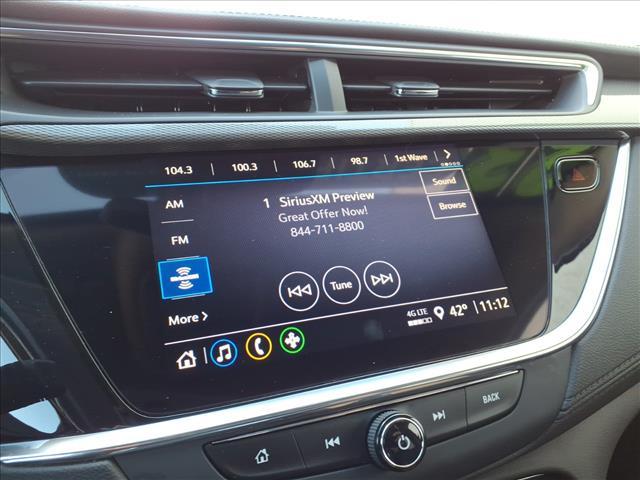 104.3 | 100.3 | 106.7 | 98.7 | 1st Wave | >
AM
1 SiriusXM Preview
Sound
Great Offer Now!
Browse
FM
844-711-8800
Tune
More >
4G LTE
42° | 11:12
BACK